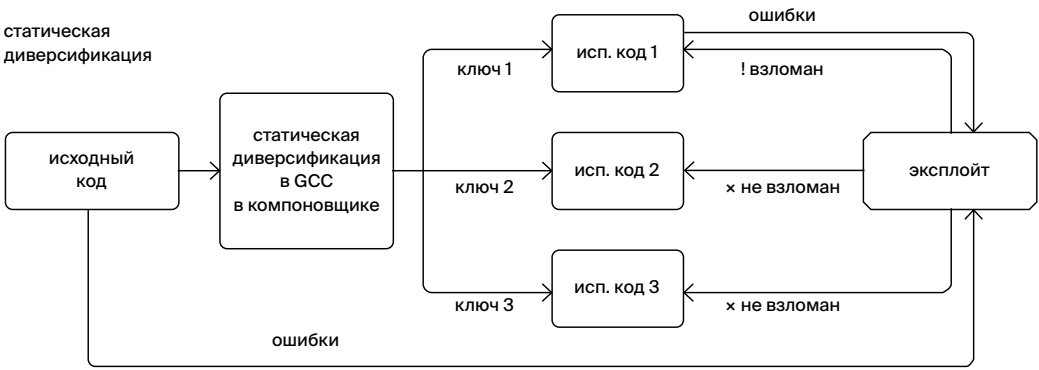 статическая
диверсификация
ошибки
ключ 1
исп. код 1
! взломан
исходный
код
статическая
диверсификация
в GCC
в компоновщике
ключ 2
исп. код 2
× не взломан
эксплойт
ключ 3
исп. код 3
× не взломан
ошибки